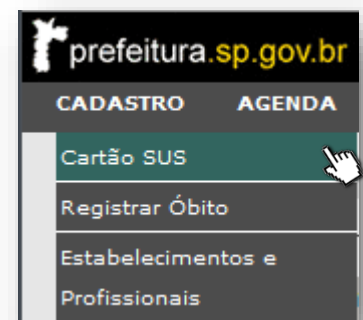 prefeitura.sp.gov.br
CADASTRO AGENDA
Cartão SUS
Registrar Óbito
Estabelecimentos e
Profissionais